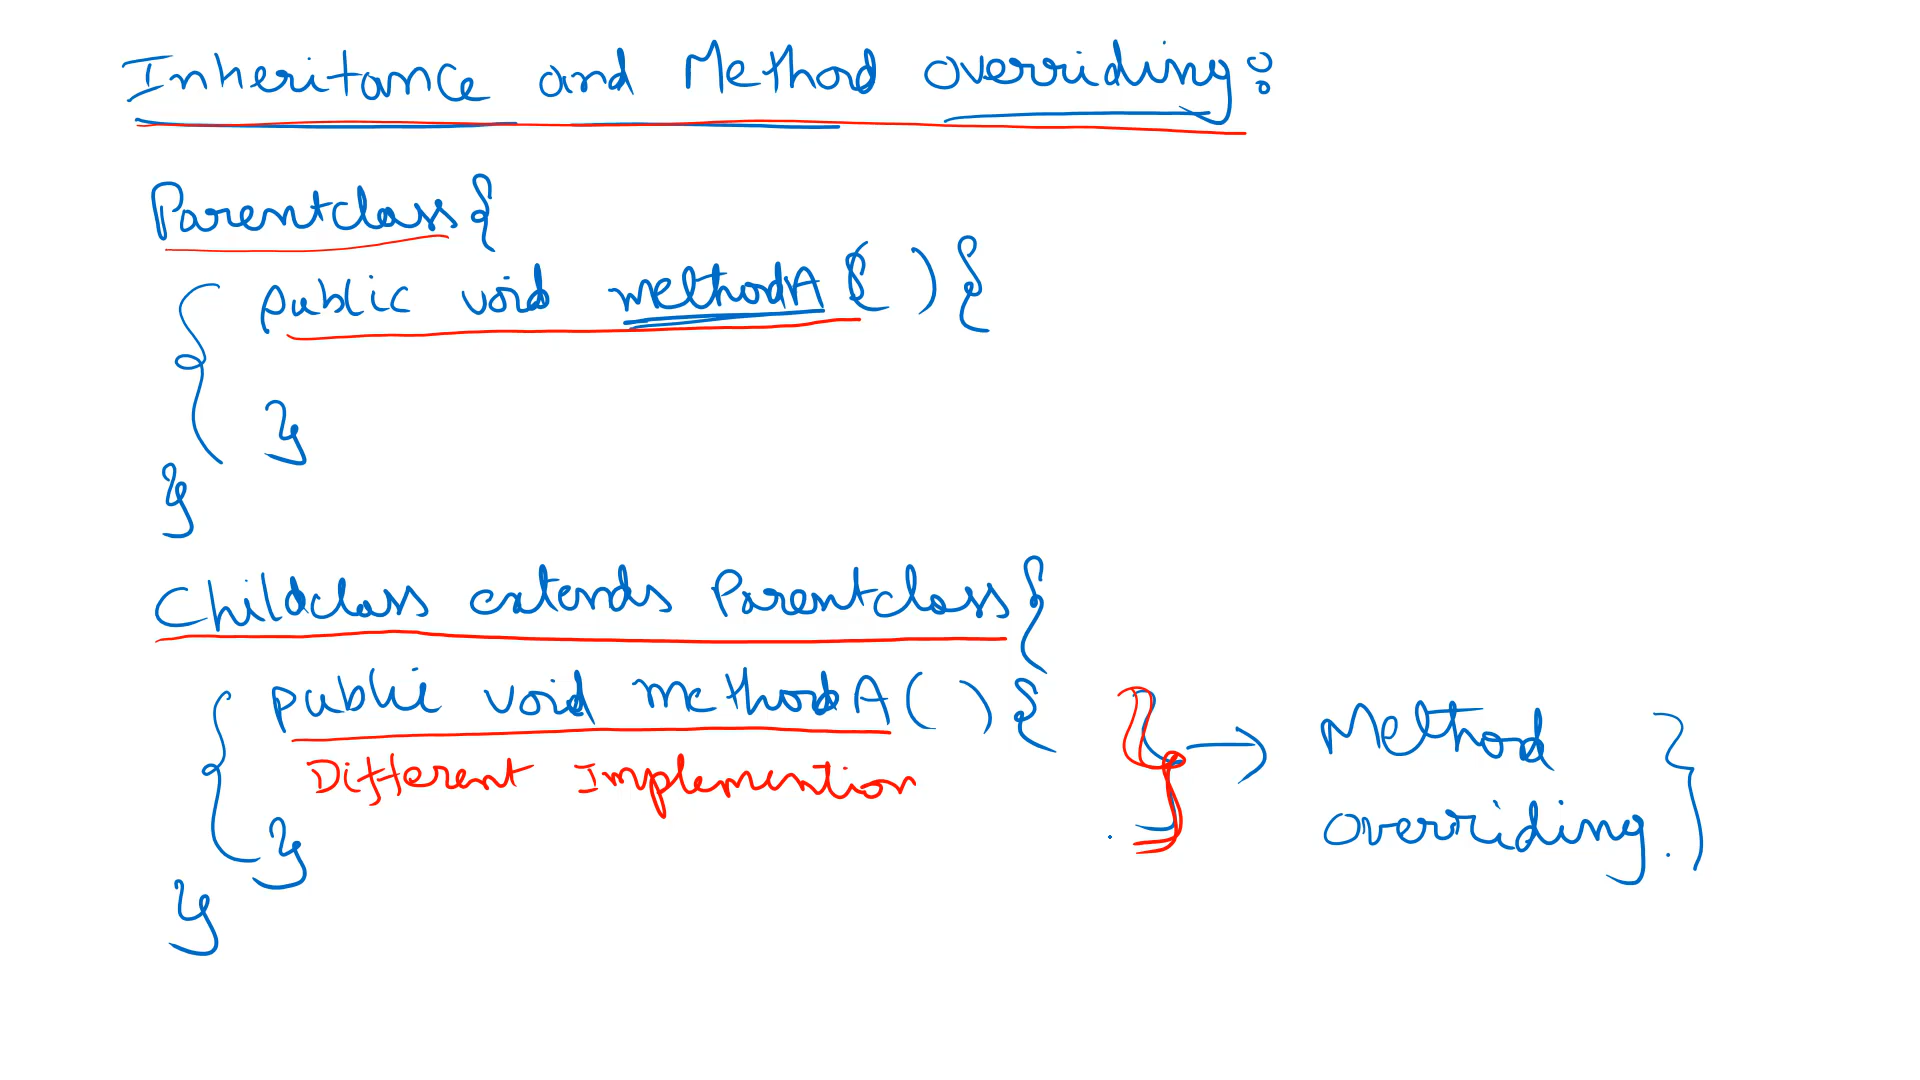 Inheritance and Method overriding:
Parentclass{
public void methodA(){
}
}
Childclass extends Parentclass{
public void methodA(){
Different Implemention
}
}
} → Method overriding. }